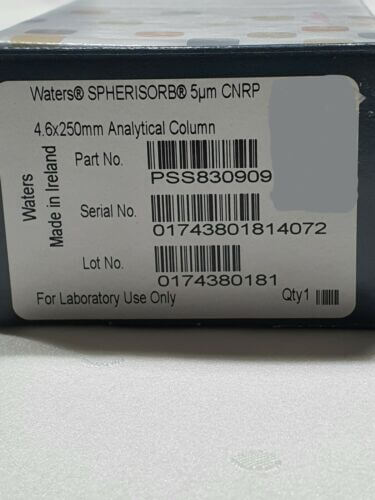 Waters® SPHERISORB® 5µm CNRP
4.6x250mm Analytical Column
Waters
Made in Ireland
Part No.
PSS830909
Serial No.
01743801814072
Lot No.
0174380181
For Laboratory Use Only
Qty1